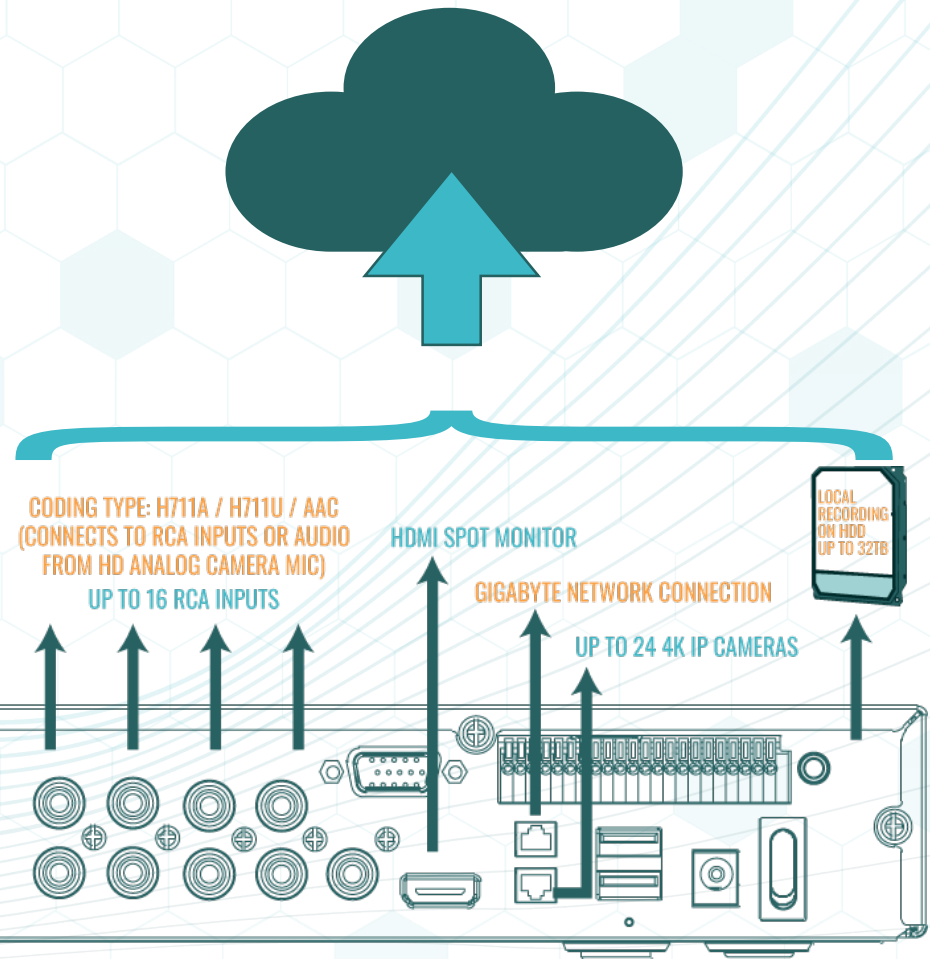 CODING TYPE: H711A / H711U / AAC
(CONNECTS TO RCA INPUTS OR AUDIO
FROM HD ANALOG CAMERA MIC)
UP TO 16 RCA INPUTS
HDMI SPOT MONITOR
GIGABYTE NETWORK CONNECTION
UP TO 24 4K IP CAMERAS
LOCAL
RECORDING
ON HDD
UP TO 32TB